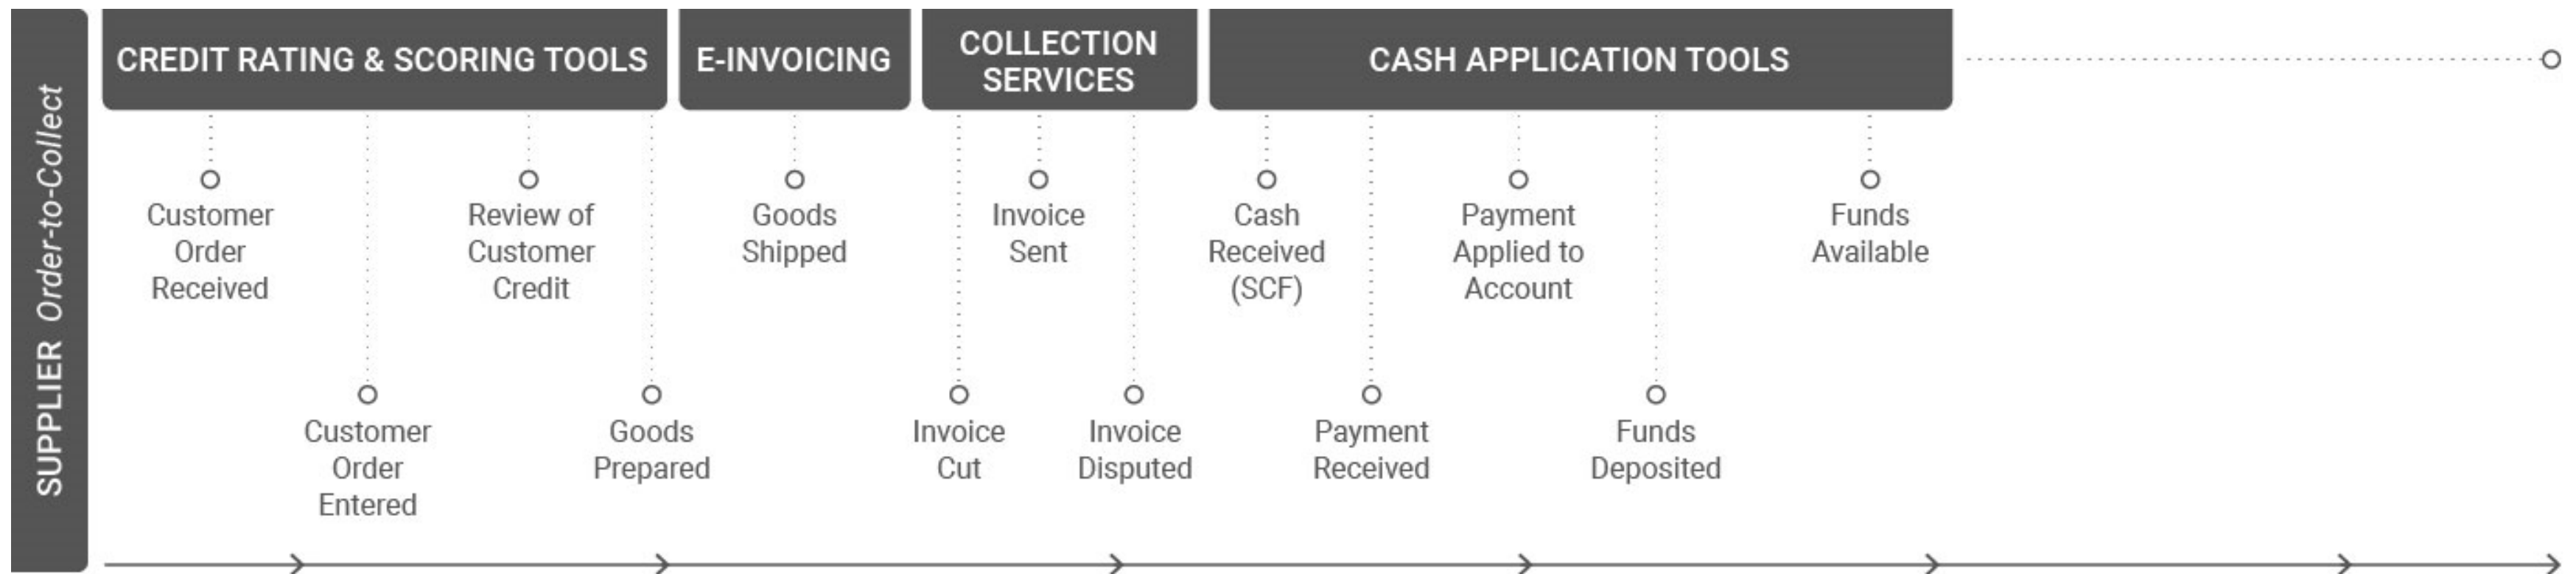 SUPPLIER Order-to-Collect
CREDIT RATING & SCORING TOOLS
E-INVOICING
COLLECTION
SERVICES
CASH APPLICATION TOOLS
Customer
Order
Received
Customer
Order
Entered
Review of
Customer
Credit
Goods
Prepared
Goods
Shipped
Invoice
Cut
Invoice
Sent
Invoice
Disputed
Cash
Received
(SCF)
Payment
Received
Payment
Applied to
Account
Funds
Deposited
Funds
Available